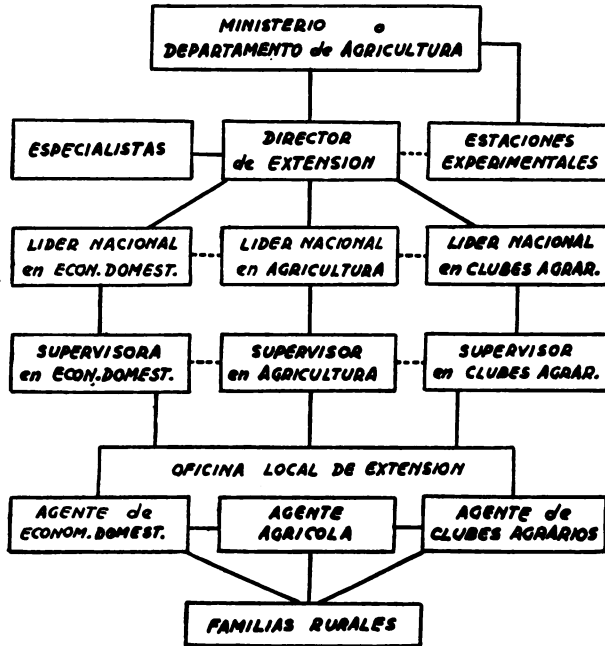 MINISTERIO o
DEPARTAMENTO de AGRICULTURA
ESPECIALISTAS
DIRECTOR
de EXTENSION
ESTACIONES
EXPERIMENTALES
LIDER NACIONAL
en ECON. DOMEST.
LIDER NACIONAL
en AGRICULTURA
LIDER NACIONAL
en CLUBES AGRAR.
SUPERVISORA
en ECON. DOMEST.
SUPERVISOR
en AGRICULTURA
SUPERVISOR
en CLUBES AGRAR.
OFICINA LOCAL DE EXTENSION
AGENTE de
ECONOM. DOMEST.
AGENTE
AGRICOLA
AGENTE de
CLUBES AGRÁRIOS
FAMILIAS RURALES